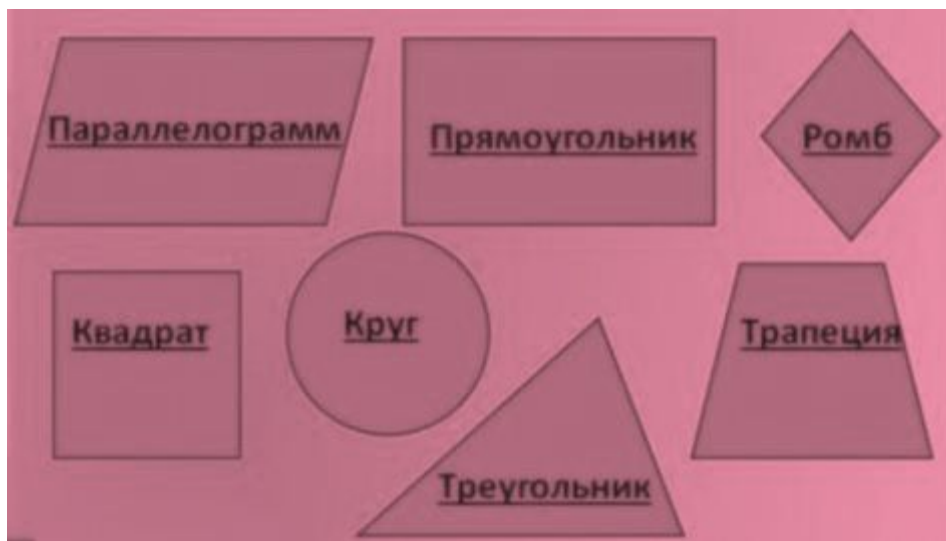 Параллелограмм
Прямоугольник
Ромб
Квадрат
Круг
Трапеция
Треугольник